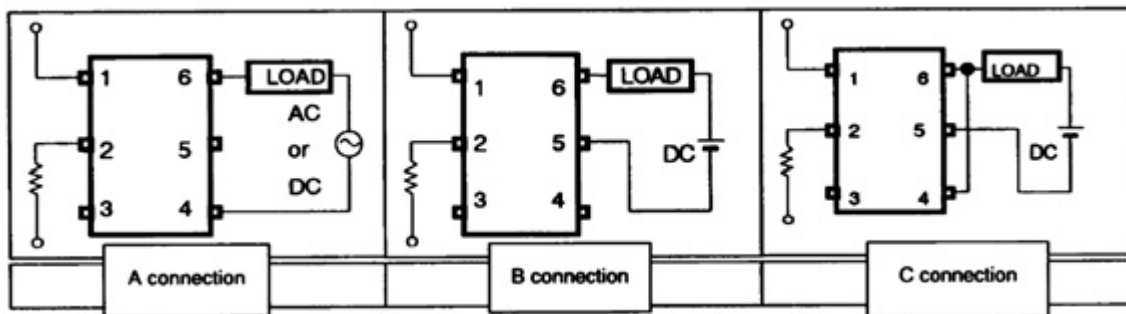 1 6 LOAD
AC
2 5 or
DC
3 4
A connection
1 6 LOAD
2 5 DC
3 4
B connection
1 6 LOAD
2 5 DC
3 4
C connection